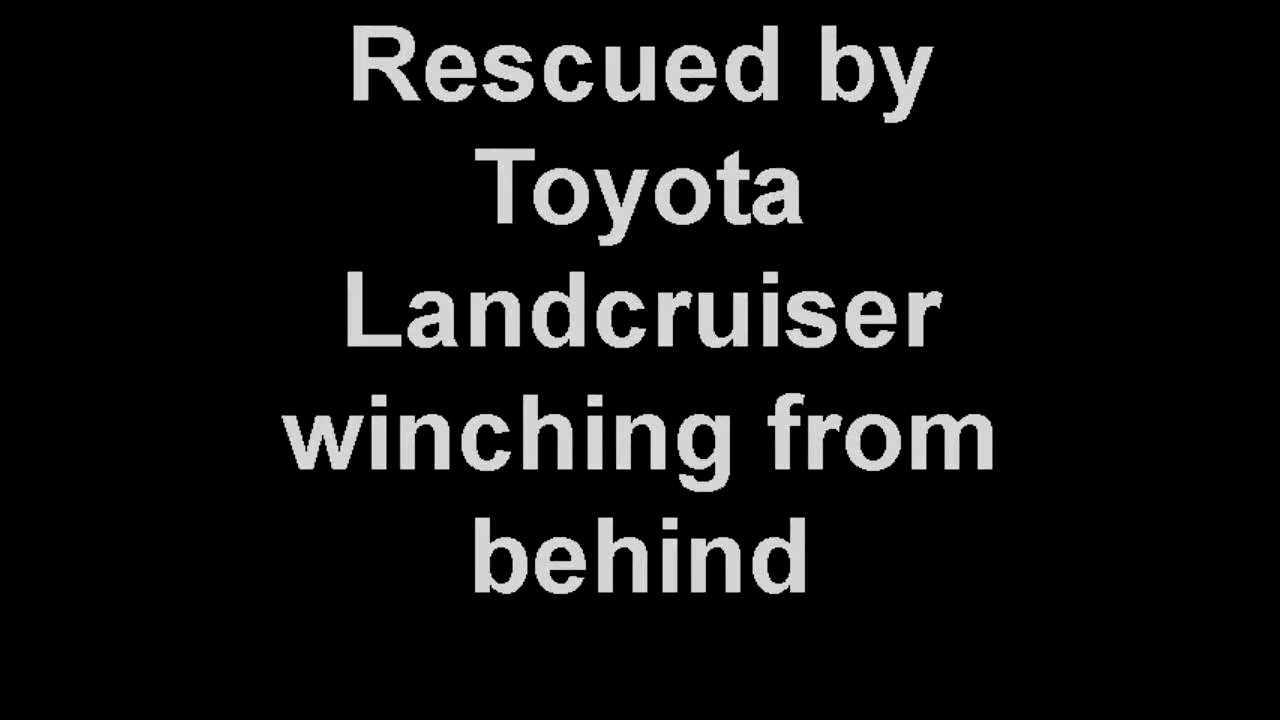 Rescued by
Toyota
Landcruiser
winching from
behind